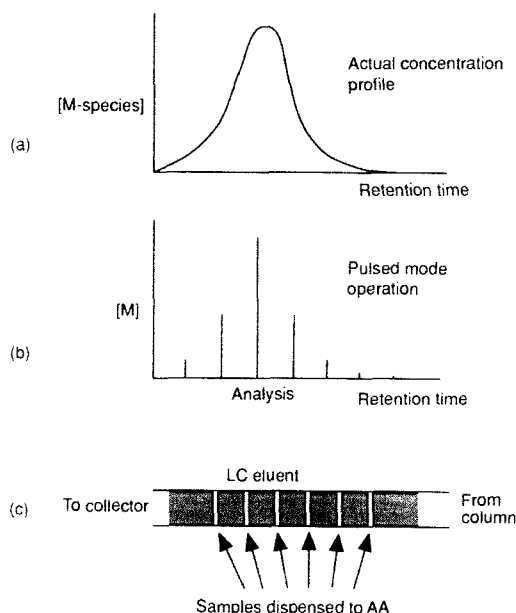 Actual concentration
profile
[M-species]
(a)
Retention time
Pulsed mode
operation
[M]
(b)
Analysis
Retention time
LC eluent
(c)
To collector
From
column
Samples dispensed to AA